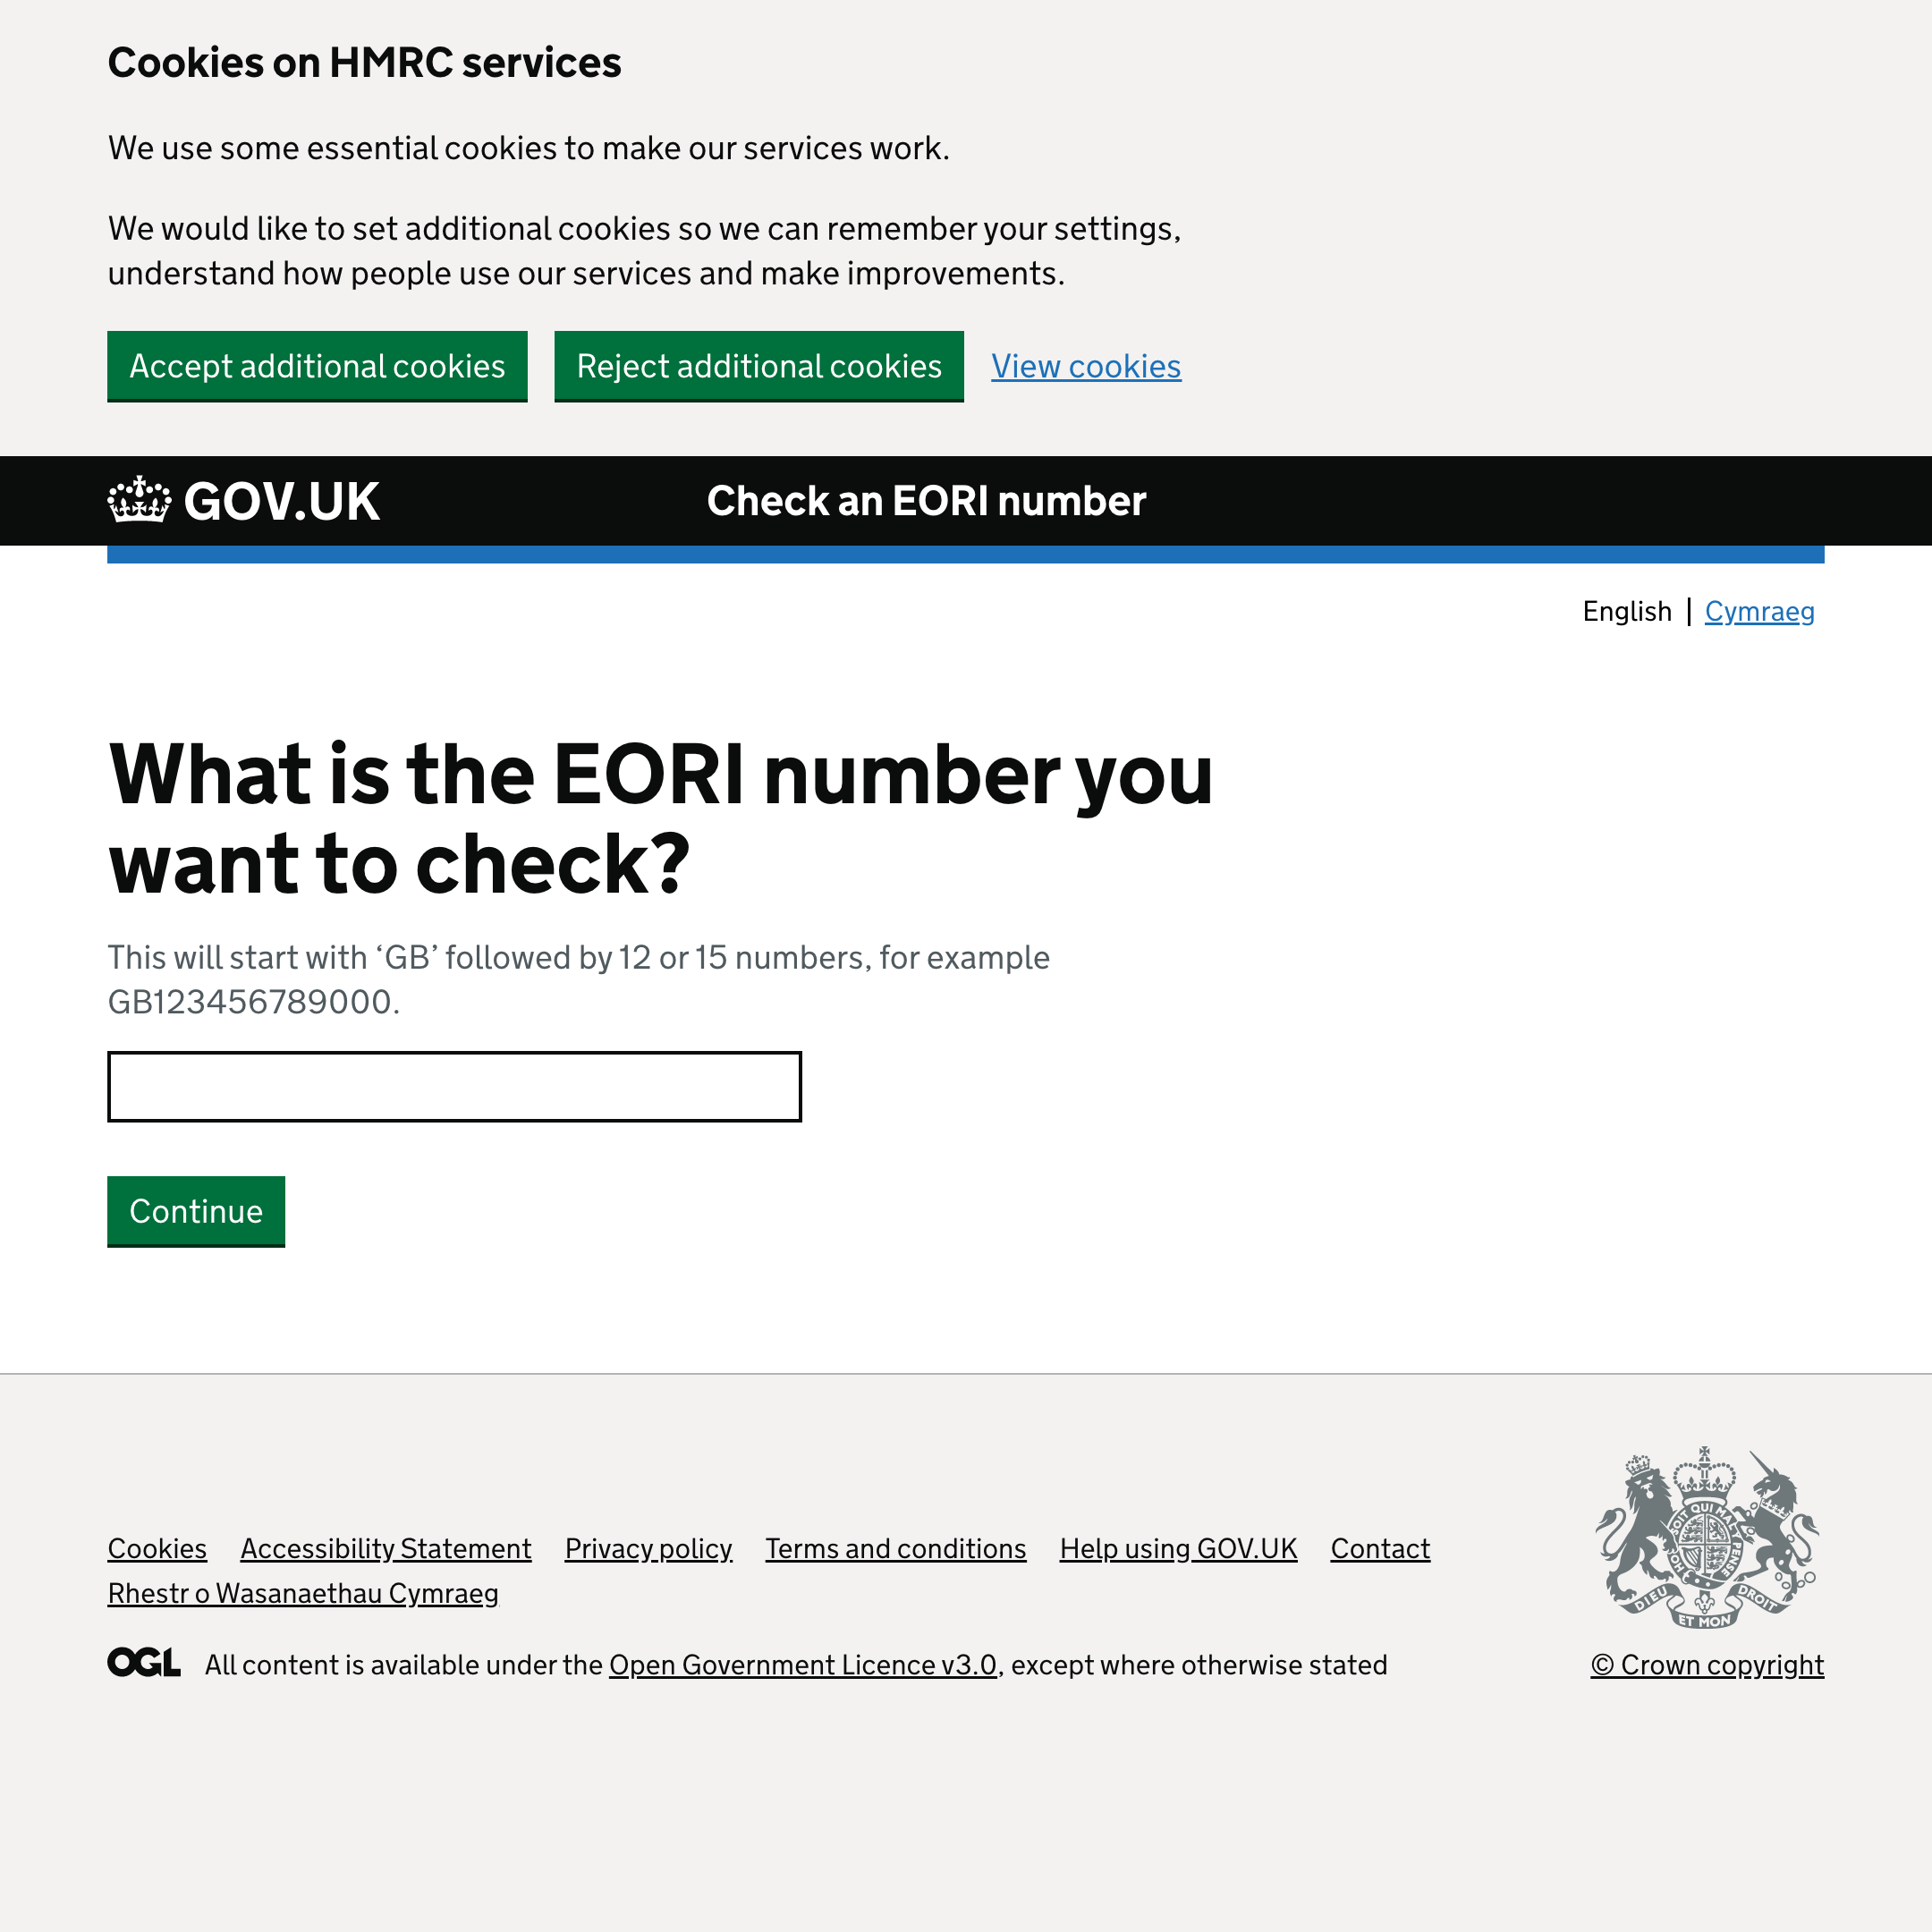 Cookies on HMRC services
We use some essential cookies to make our services work.
We would like to set additional cookies so we can remember your settings,
understand how people use our services and make improvements.
Accept additional cookies Reject additional cookies View cookies
GOV.UK Check an EORI number
English | Cymraeg
What is the EORI number you
want to check?
This will start with ‘GB’ followed by 12 or 15 numbers, for example
GB123456789000.
Continue
Cookies Accessibility Statement Privacy policy Terms and conditions Help using GOV.UK Contact
Rhestr o Wasanaethau Cymraeg
HONI SOIT QUI MAL Y PENSE
DIEU ET MON DROIT
OGL All content is available under the Open Government Licence v3.0, except where otherwise stated
© Crown copyright